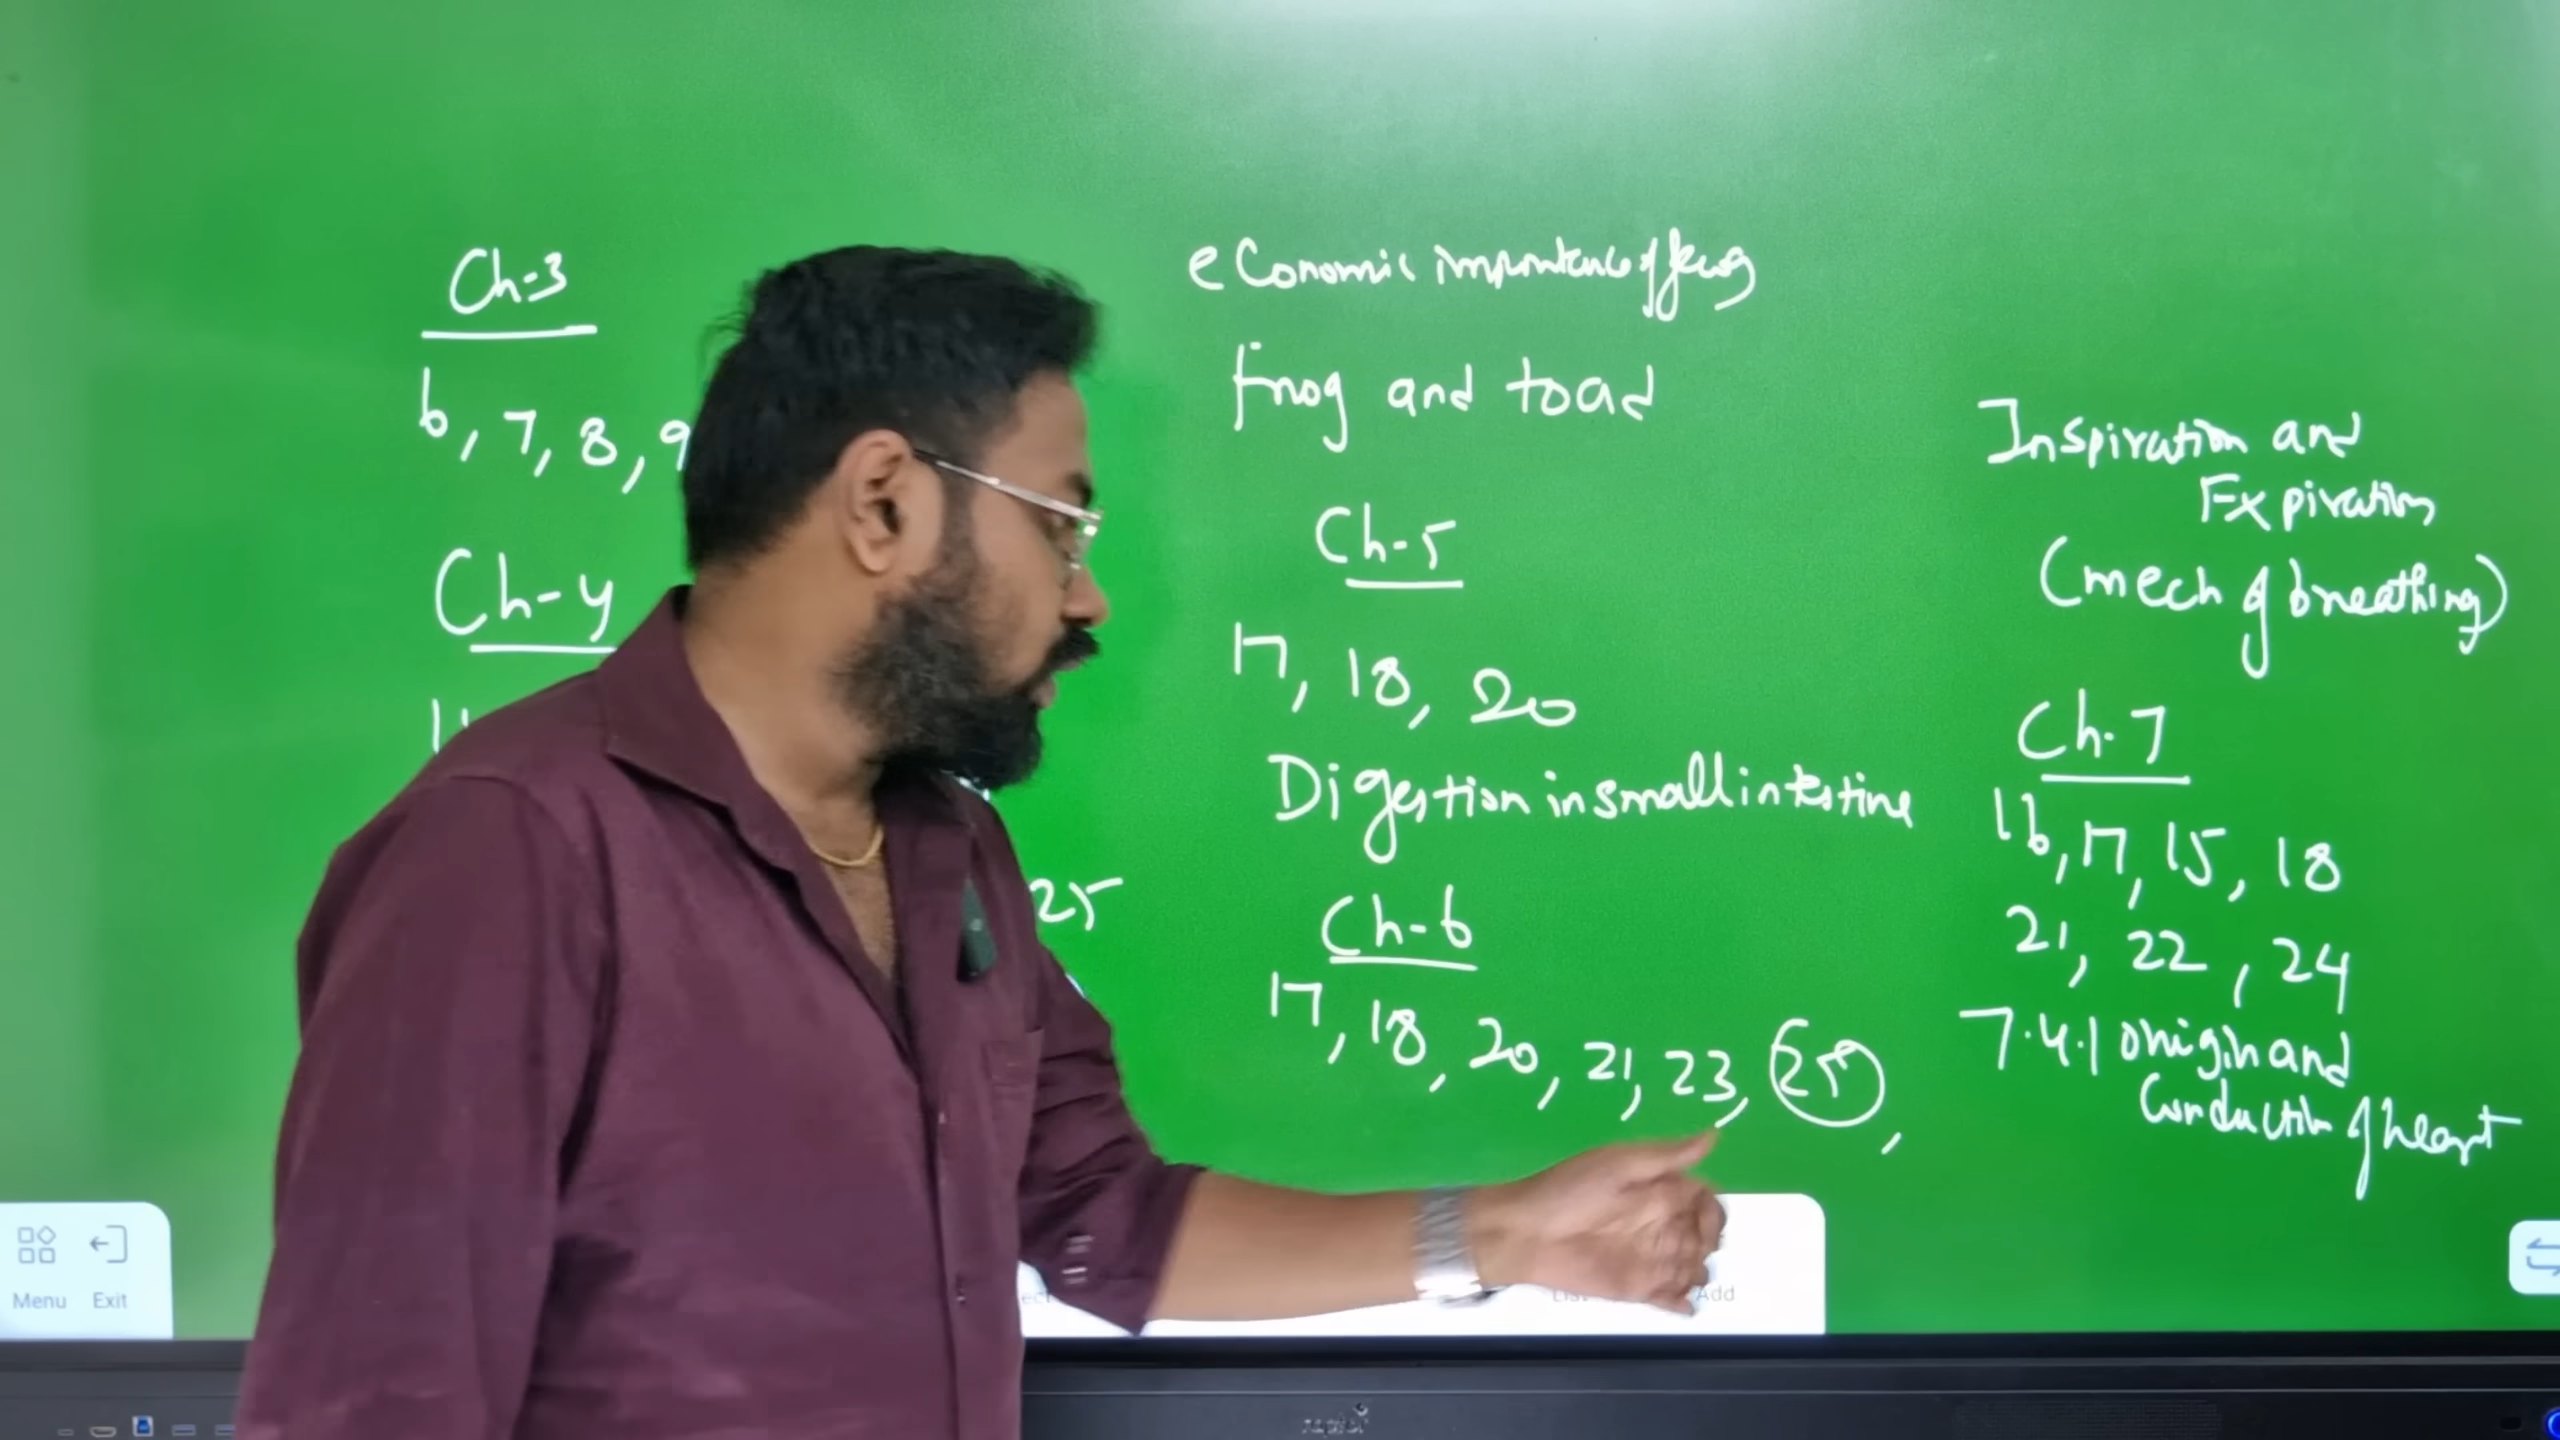 Ch-3
6, 7, 8, 9
Ch-4
25
economic importance of frog
frog and toad
Ch-5
17, 18, 20
Digestion in small intestine
Ch-6
17, 18, 20, 21, 23, 25,
Inspiration and
Expiration
(mech of breathing)
Ch.7
16, 17, 15, 18
21, 22, 24
7.4.1 origin and
Conduction of heart
Menu Exit
Add